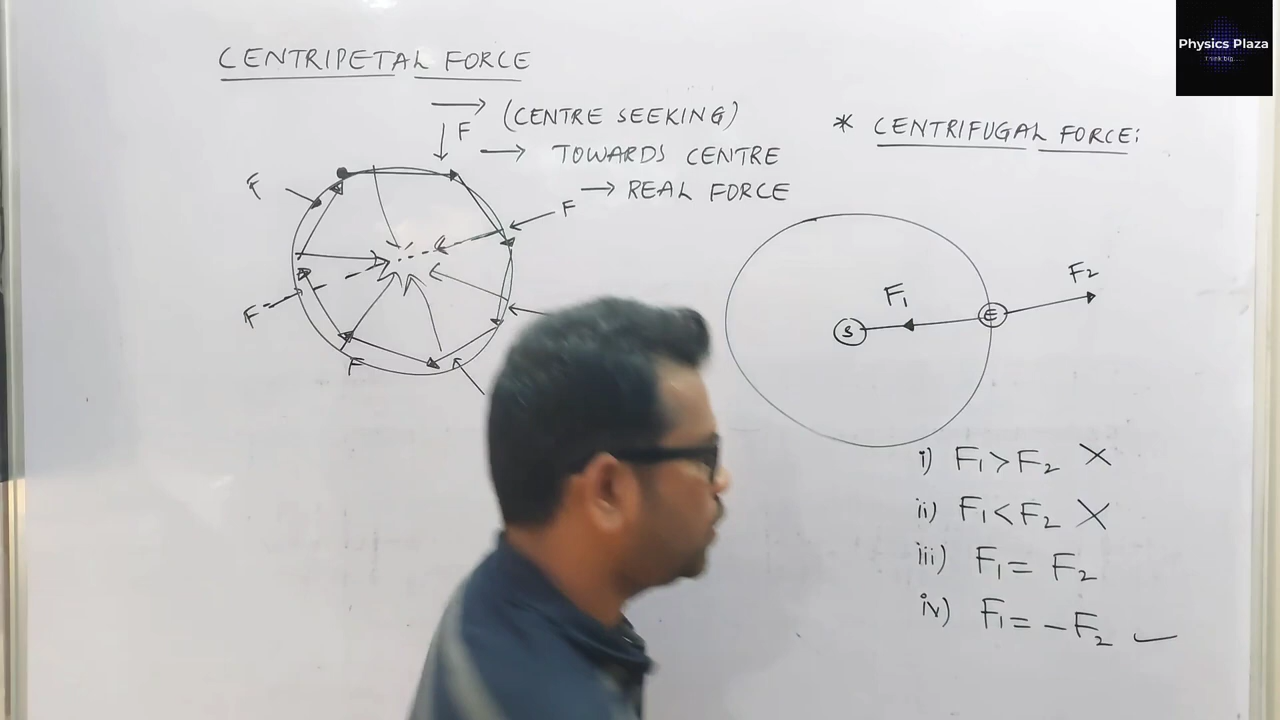 CENTRIPETAL FORCE
→ (CENTRE SEEKING)
→ TOWARDS CENTRE
→ REAL FORCE
F
F
F
F
F
* CENTRIFUGAL FORCE:
S
F₁
E
F₂
i) F₁ > F₂ ×
ii) F₁ < F₂ ×
iii) F₁ = F₂
iv) F₁ = -F₂ ✓
Physics Plaza